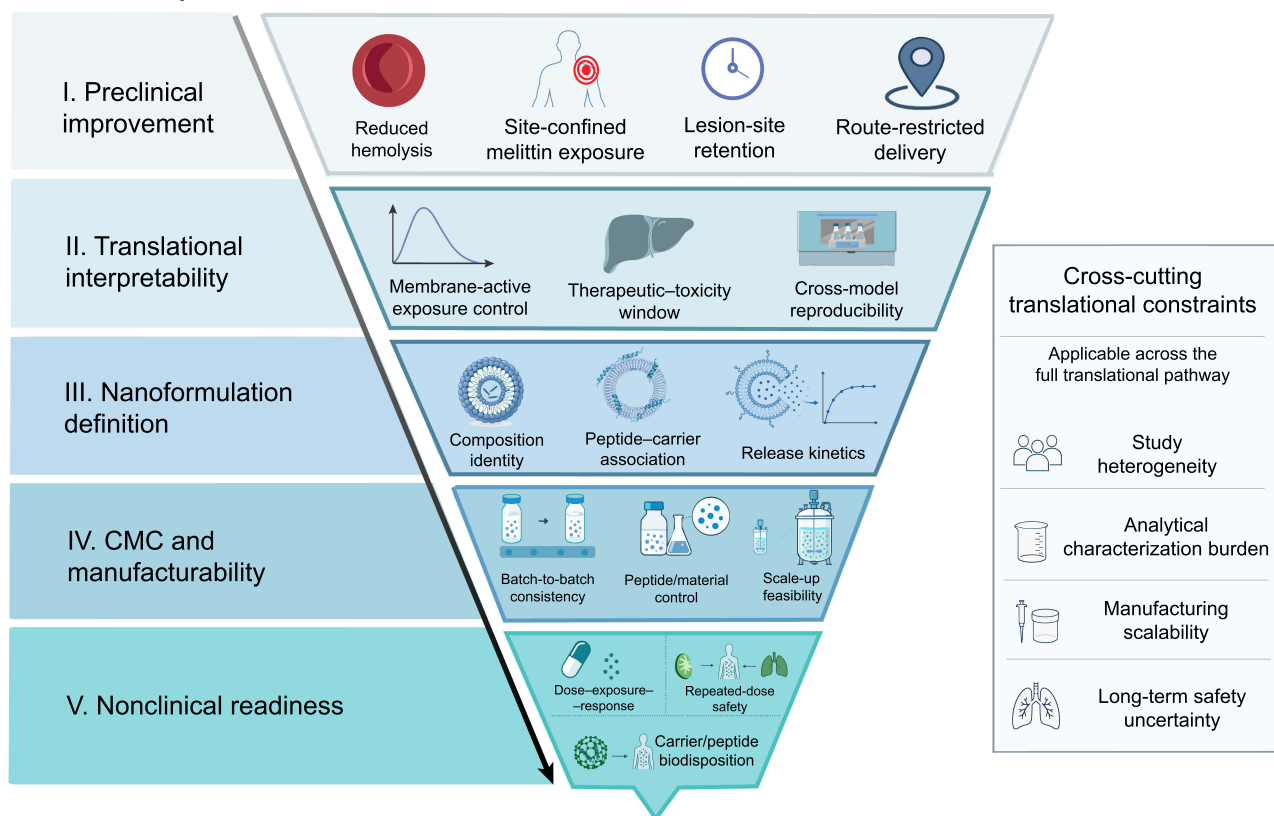 I. Preclinical
improvement
Reduced
hemolysis
Site-confined
melittin exposure
Lesion-site
retention
Route-restricted
delivery
II. Translational
interpretability
Membrane-active
exposure control
Therapeutic–toxicity
window
Cross-model
reproducibility
III. Nanoformulation
definition
Composition
identity
Peptide–carrier
association
Release kinetics
IV. CMC and
manufacturability
Batch-to-batch
consistency
Peptide/material
control
Scale-up
feasibility
V. Nonclinical readiness
Dose–exposure–
–response
Repeated-dose
safety
Carrier/peptide
biodisposition
Cross-cutting
translational constraints
Applicable across the
full translational pathway
Study
heterogeneity
Analytical
characterization burden
Manufacturing
scalability
Long-term safety
uncertainty